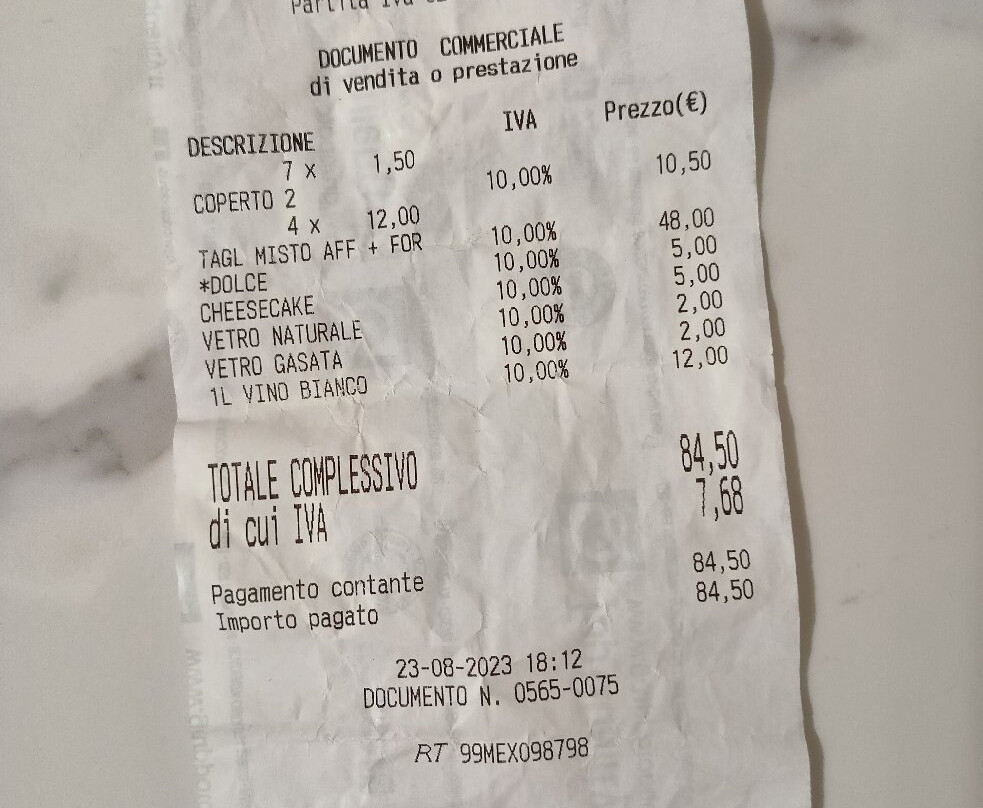 Partita Iva
DOCUMENTO COMMERCIALE
di vendita o prestazione
DESCRIZIONE IVA Prezzo(€)
7 x 1,50
COPERTO 2 10,00% 10,50
4 x 12,00
TAGL MISTO AFF + FOR 10,00% 48,00
*DOLCE 10,00% 5,00
CHEESECAKE 10,00% 5,00
VETRO NATURALE 10,00% 2,00
VETRO GASATA 10,00% 2,00
1L VINO BIANCO 10,00% 12,00
TOTALE COMPLESSIVO 84,50
di cui IVA 7,68
Pagamento contante 84,50
Importo pagato 84,50
23-08-2023 18:12
DOCUMENTO N. 0565-0075
RT 99MEX098798